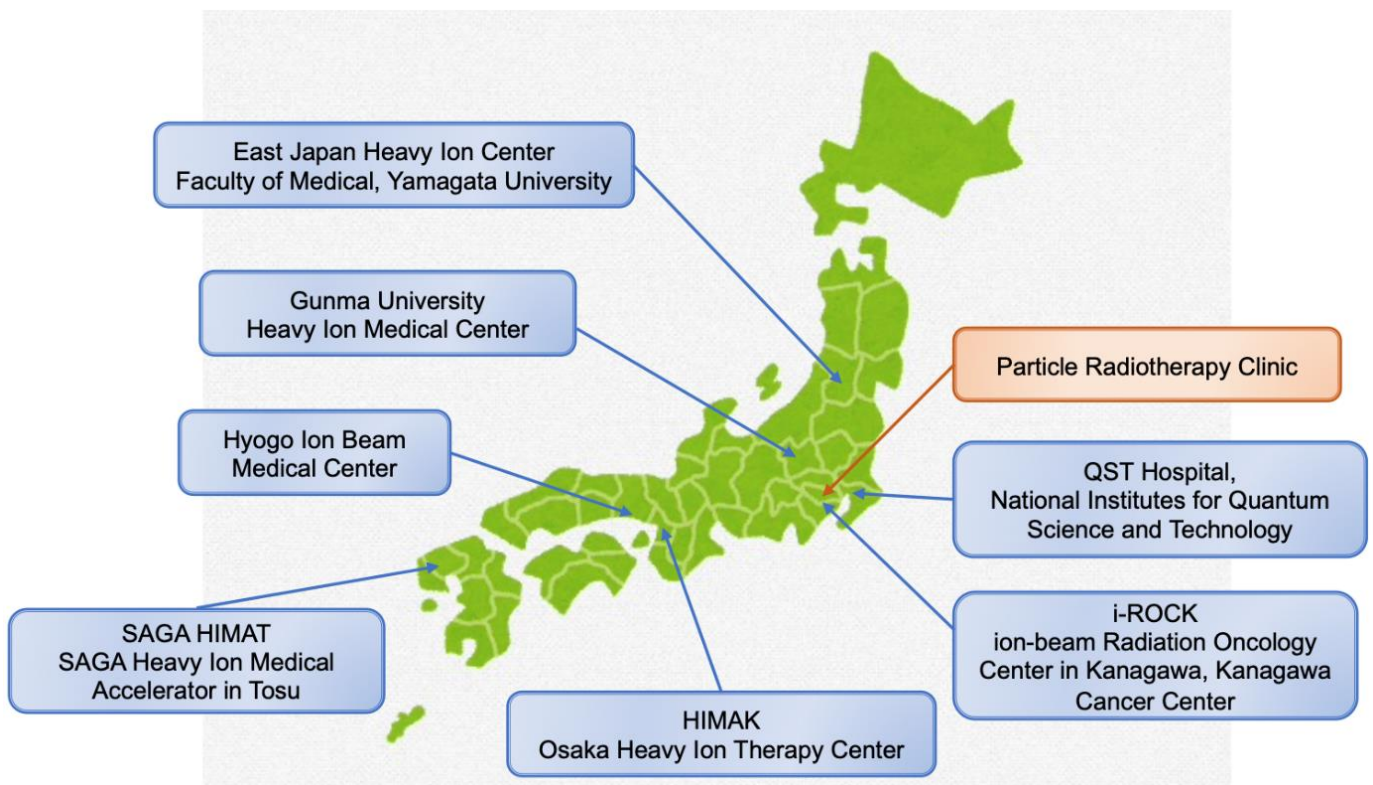 East Japan Heavy Ion Center
Faculty of Medical, Yamagata University
Gunma University
Heavy Ion Medical Center
Particle Radiotherapy Clinic
Hyogo Ion Beam
Medical Center
QST Hospital,
National Institutes for Quantum
Science and Technology
SAGA HIMAT
SAGA Heavy Ion Medical
Accelerator in Tosu
i-ROCK
ion-beam Radiation Oncology
Center in Kanagawa, Kanagawa
Cancer Center
HIMAK
Osaka Heavy Ion Therapy Center